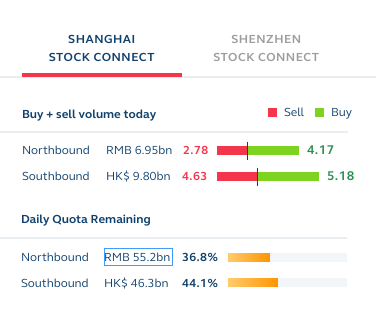 SHANGHAI
STOCK CONNECT
SHENZHEN
STOCK CONNECT
Buy + sell volume today
Sell
Buy
Northbound RMB 6.95bn 2.78 4.17
Southbound HK$ 9.80bn 4.63 5.18
Daily Quota Remaining
Northbound RMB 55.2bn 36.8%
Southbound HK$ 46.3bn 44.1%